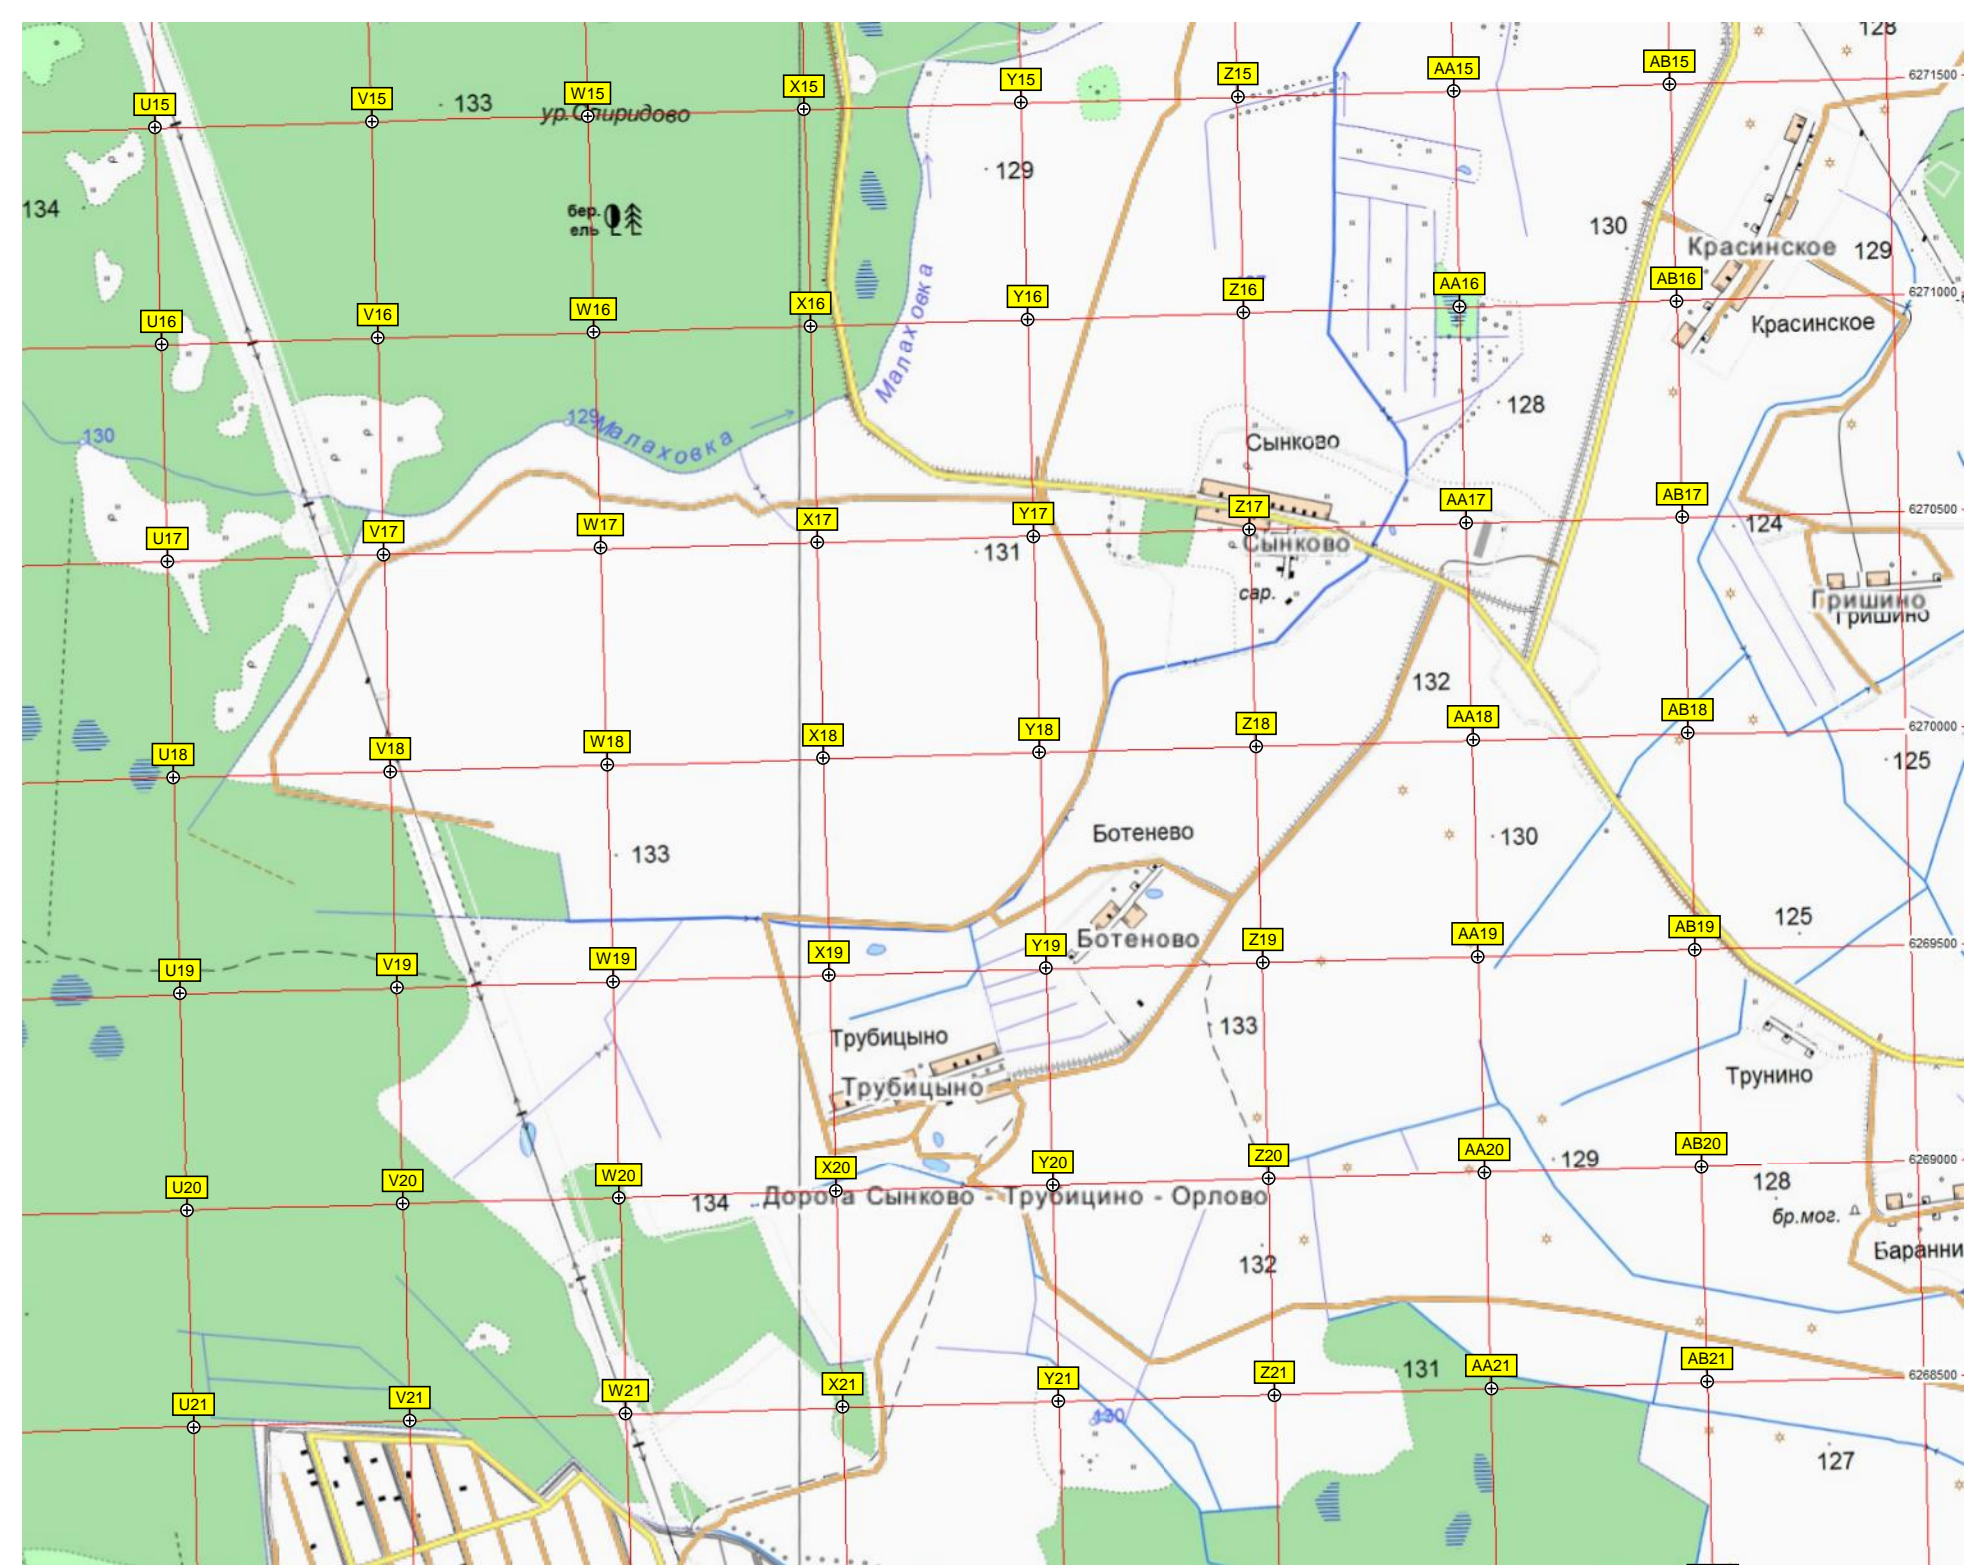 128
AB15
6271500
AA15
Z15
Y15
X15
W15
V15
U15
133
ур.Спиридово
129
134
бер.
ель
130
Красинское
129
Малаховка
AB16
6271000
AA16
Z16
Y16
X16
W16
V16
U16
Красинское
128
129
Малаховка
130
Сынково
AB17
6270500
AA17
Z17
Y17
X17
W17
V17
U17
124
131
Сынково
сар.
Гришино
Гришино
132
AB18
6270000
AA18
Z18
Y18
X18
W18
V18
U18
125
Ботенево
130
133
125
AB19
6269500
AA19
Z19
Y19
X19
W19
V19
U19
Ботеново
133
Трубицыно
Трунино
Трубицыно
AB20
6269000
AA20
Z20
Y20
X20
W20
V20
U20
129
128
134
Дорога Сынково - Трубицино - Орлово
бр.мог.
Баранни
132
AB21
6268500
AA21
131
Z21
Y21
X21
W21
V21
U21
130
127